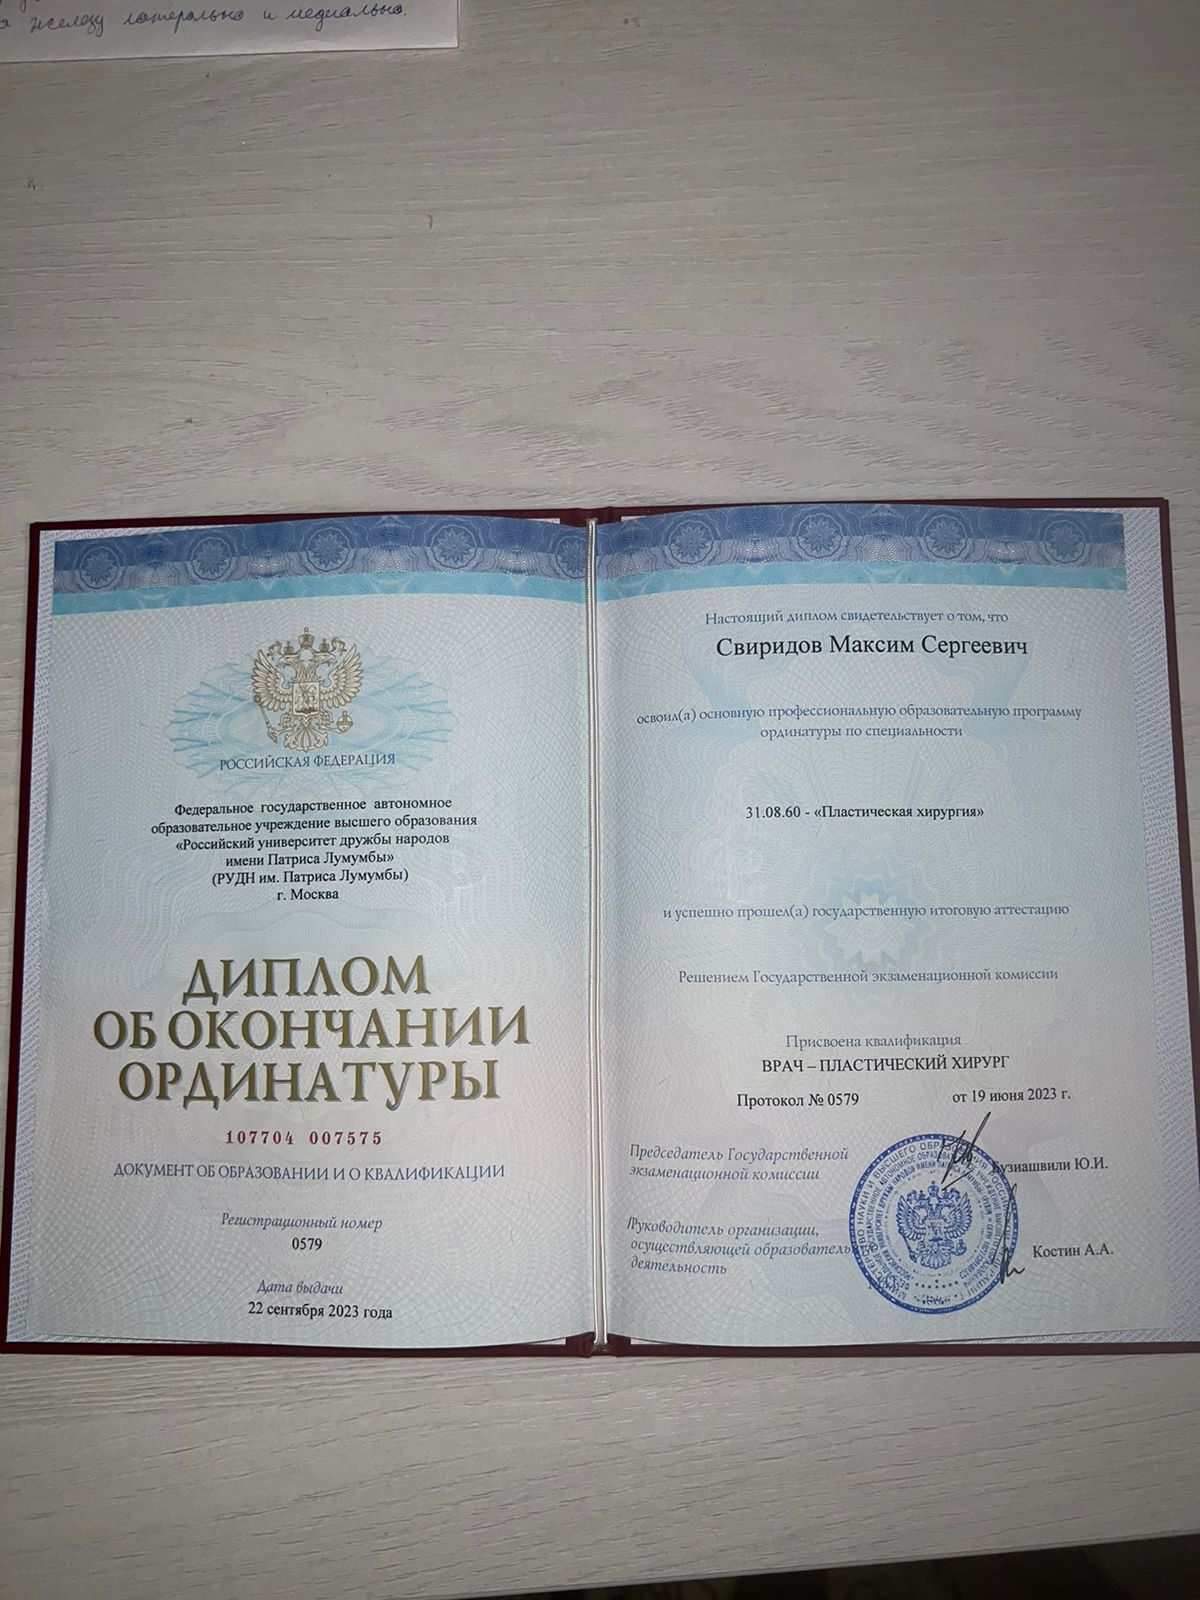 железу латерально и медиально.
РОССИЙСКАЯ ФЕДЕРАЦИЯ
Федеральное государственное автономное
образовательное учреждение высшего образования
«Российский университет дружбы народов
имени Патриса Лумумбы»
(РУДН им. Патриса Лумумбы)
г. Москва
ДИПЛОМ
ОБ ОКОНЧАНИИ
ОРДИНАТУРЫ
107704 007575
ДОКУМЕНТ ОБ ОБРАЗОВАНИИ И О КВАЛИФИКАЦИИ
Регистрационный номер
0579
Дата выдачи
22 сентября 2023 года
Настоящий диплом свидетельствует о том, что
Свиридов Максим Сергеевич
освоил(а) основную профессиональную образовательную программу
ординатуры по специальности
31.08.60 - «Пластическая хирургия»
и успешно прошел(а) государственную итоговую аттестацию
Решением Государственной экзаменационной комиссии
Присвоена квалификация
ВРАЧ – ПЛАСТИЧЕСКИЙ ХИРУРГ
Протокол № 0579 от 19 июня 2023 г.
Председатель Государственной
экзаменационной комиссии
Бузиашвили Ю.И.
Руководитель организации,
осуществляющей образовательную
деятельность
Костин А.А.